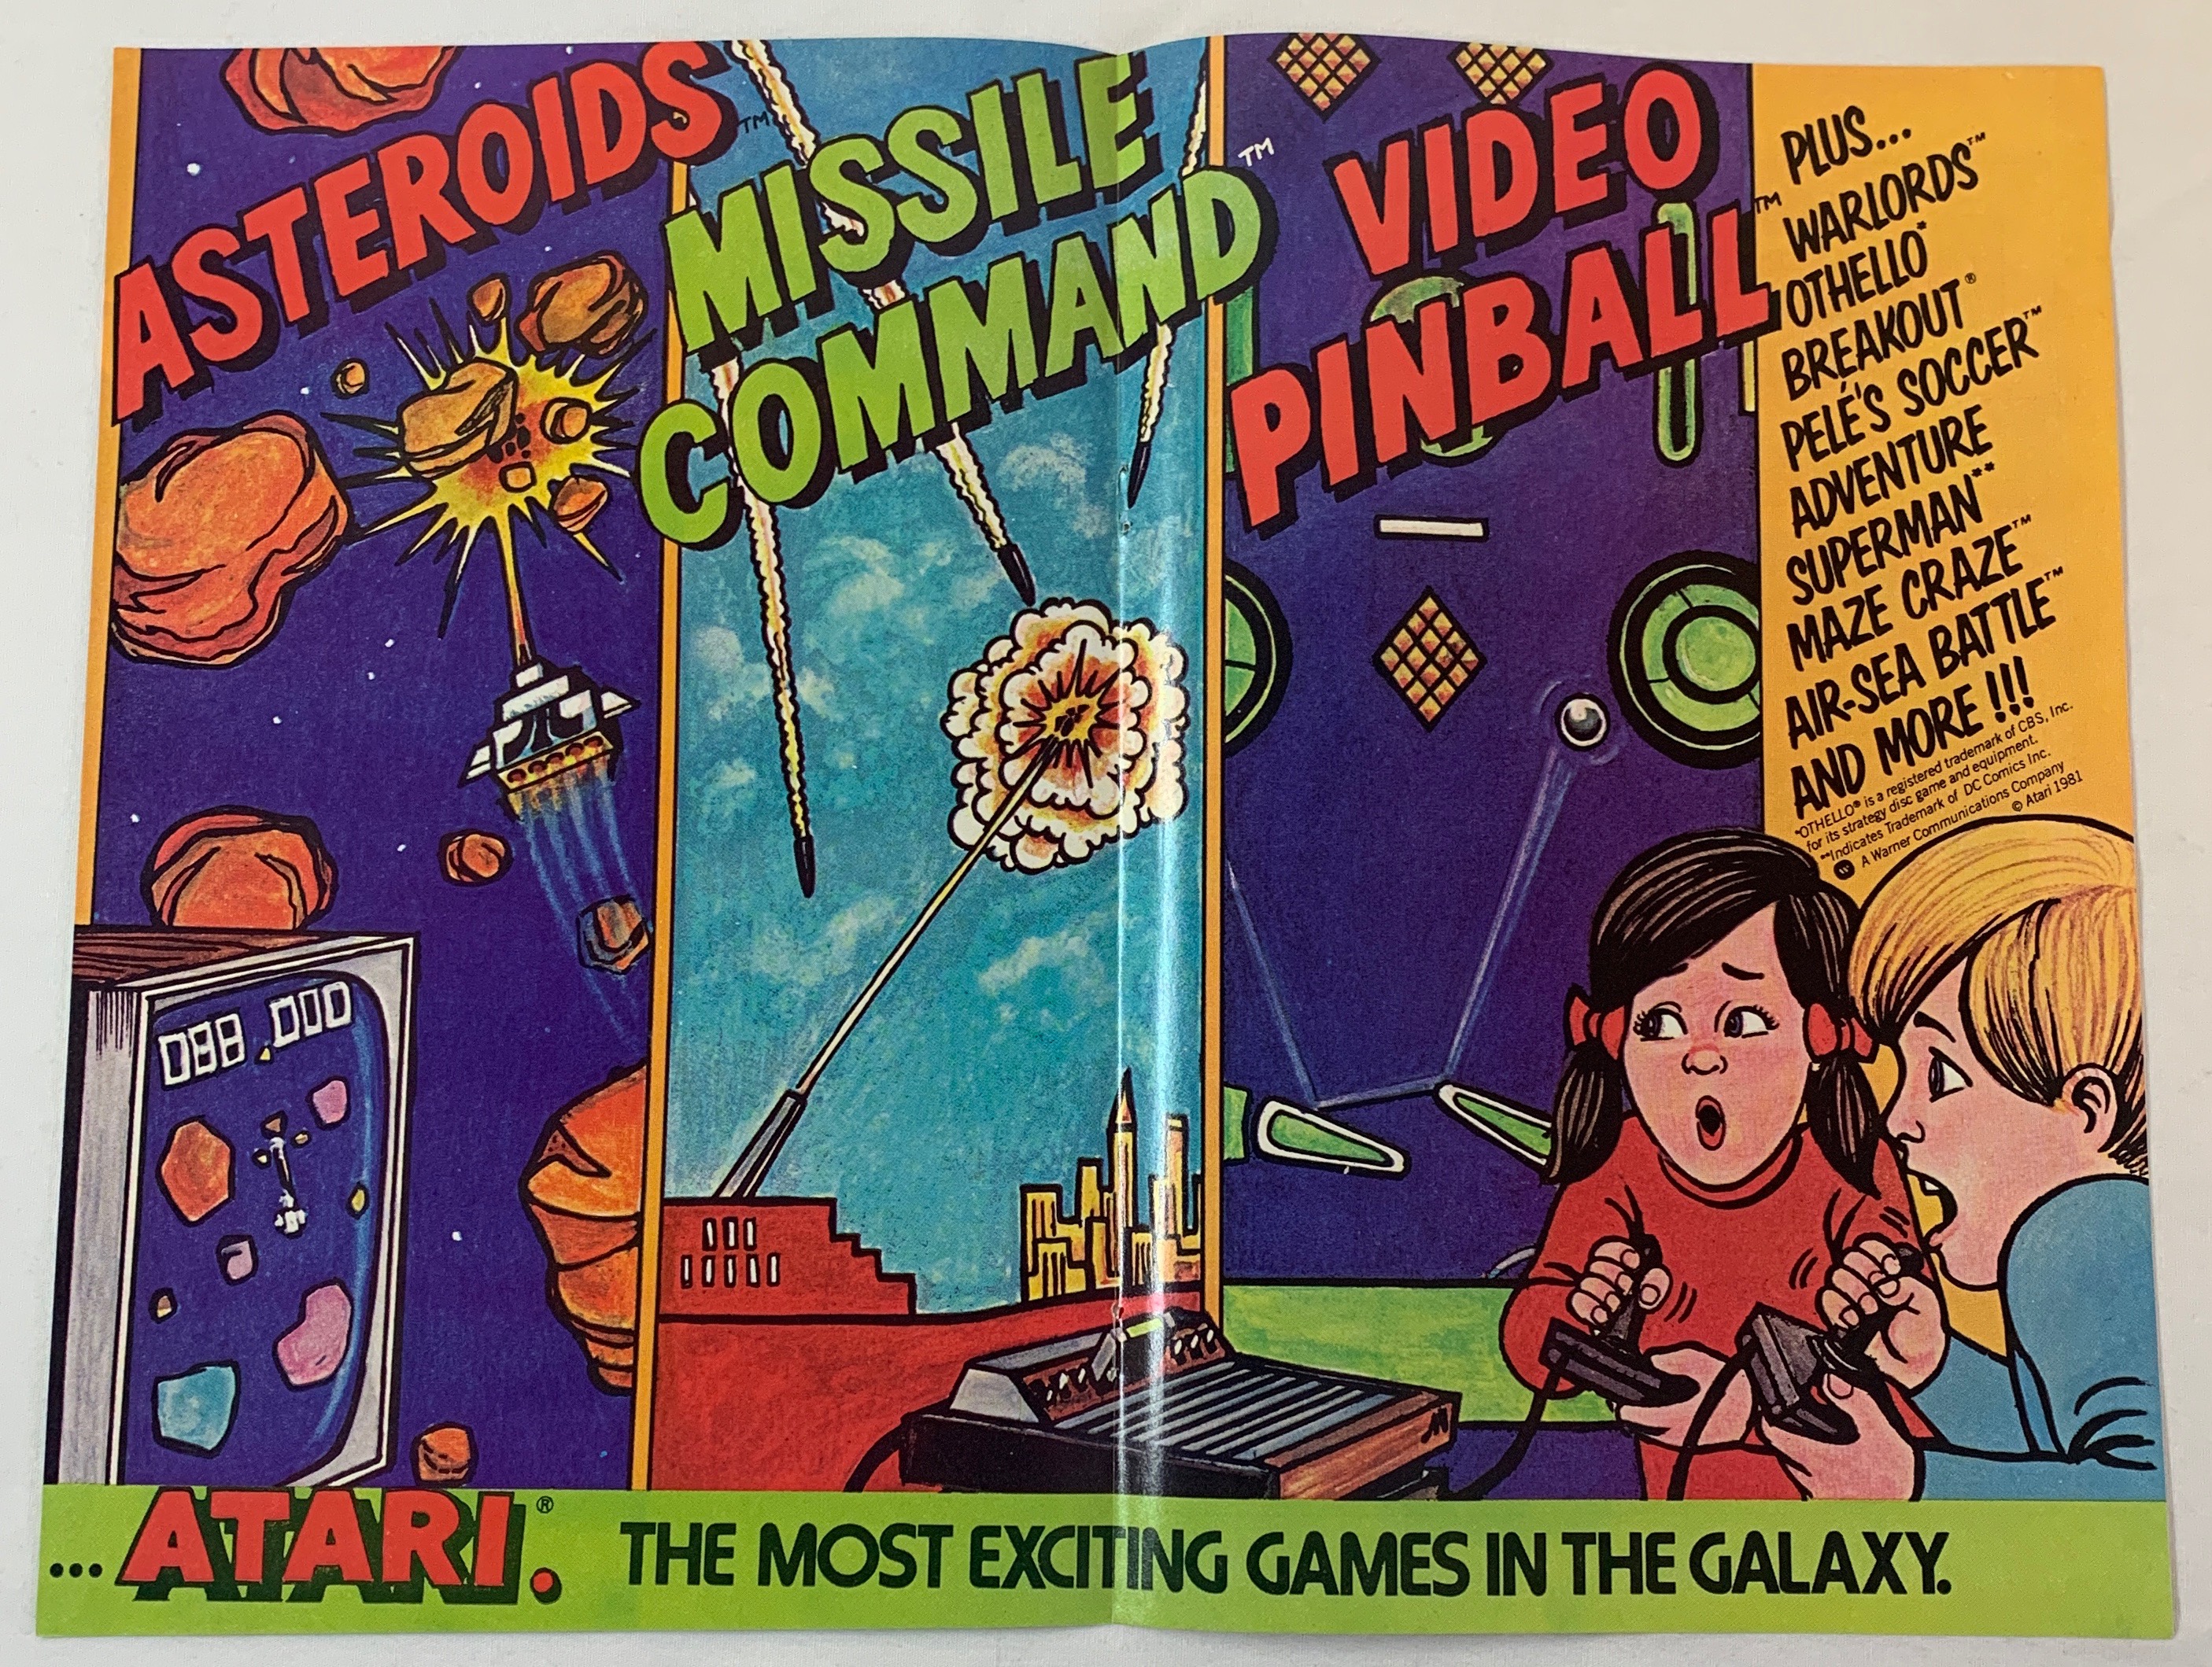 ASTEROIDS™
MISSILE
COMMAND™
VIDEO
PINBALL™
PLUS...
WARLORDS™
OTHELLO*
BREAKOUT®
PELÉ'S SOCCER™
ADVENTURE
SUPERMAN**
MAZE CRAZE™
AIR-SEA BATTLE™
AND MORE!!!
*OTHELLO® is a registered trademark of CBS, Inc.
for its strategy disc game and equipment.
**Indicates Trademark of DC Comics Inc.
A Warner Communications Company
© Atari 1981
088,000
...ATARI®. THE MOST EXCITING GAMES IN THE GALAXY.